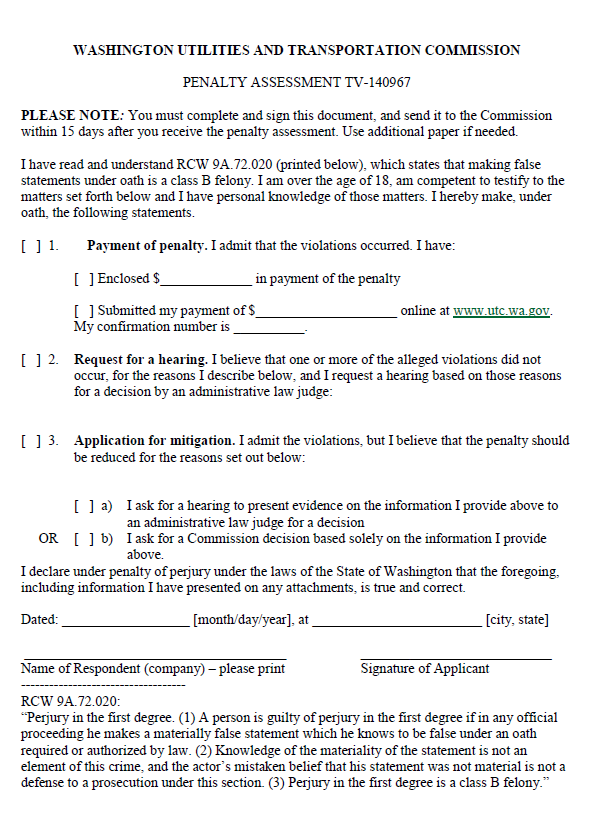 WASHINGTON UTILITIES AND TRANSPORTATION COMMISSION
PENALTY ASSESSMENT TV-140967
PLEASE NOTE: You must complete and sign this document, and send it to the Commission
within 15 days after you receive the penalty assessment. Use additional paper if needed.
I have read and understand RCW 9A.72.020 (printed below), which states that making false
statements under oath is a class B felony. I am over the age of 18, am competent to testify to the
matters set forth below and I have personal knowledge of those matters. I hereby make, under
oath, the following statements.
[ ] 1. Payment of penalty. I admit that the violations occurred. I have:
[ ] Enclosed $______________ in payment of the penalty
[ ] Submitted my payment of $_____________________ online at www.utc.wa.gov.
My confirmation number is ___________.
[ ] 2. Request for a hearing. I believe that one or more of the alleged violations did not
occur, for the reasons I describe below, and I request a hearing based on those reasons
for a decision by an administrative law judge:
[ ] 3. Application for mitigation. I admit the violations, but I believe that the penalty should
be reduced for the reasons set out below:
[ ] a) I ask for a hearing to present evidence on the information I provide above to
an administrative law judge for a decision
OR [ ] b) I ask for a Commission decision based solely on the information I provide
above.
I declare under penalty of perjury under the laws of the State of Washington that the foregoing,
including information I have presented on any attachments, is true and correct.
Dated: ___________________ [month/day/year], at _________________________ [city, state]
_______________________________________ ____________________________
Name of Respondent (company) – please print Signature of Applicant
-----------------------------------
RCW 9A.72.020:
“Perjury in the first degree. (1) A person is guilty of perjury in the first degree if in any official
proceeding he makes a materially false statement which he knows to be false under an oath
required or authorized by law. (2) Knowledge of the materiality of the statement is not an
element of this crime, and the actor’s mistaken belief that his statement was not material is not a
defense to a prosecution under this section. (3) Perjury in the first degree is a class B felony.”